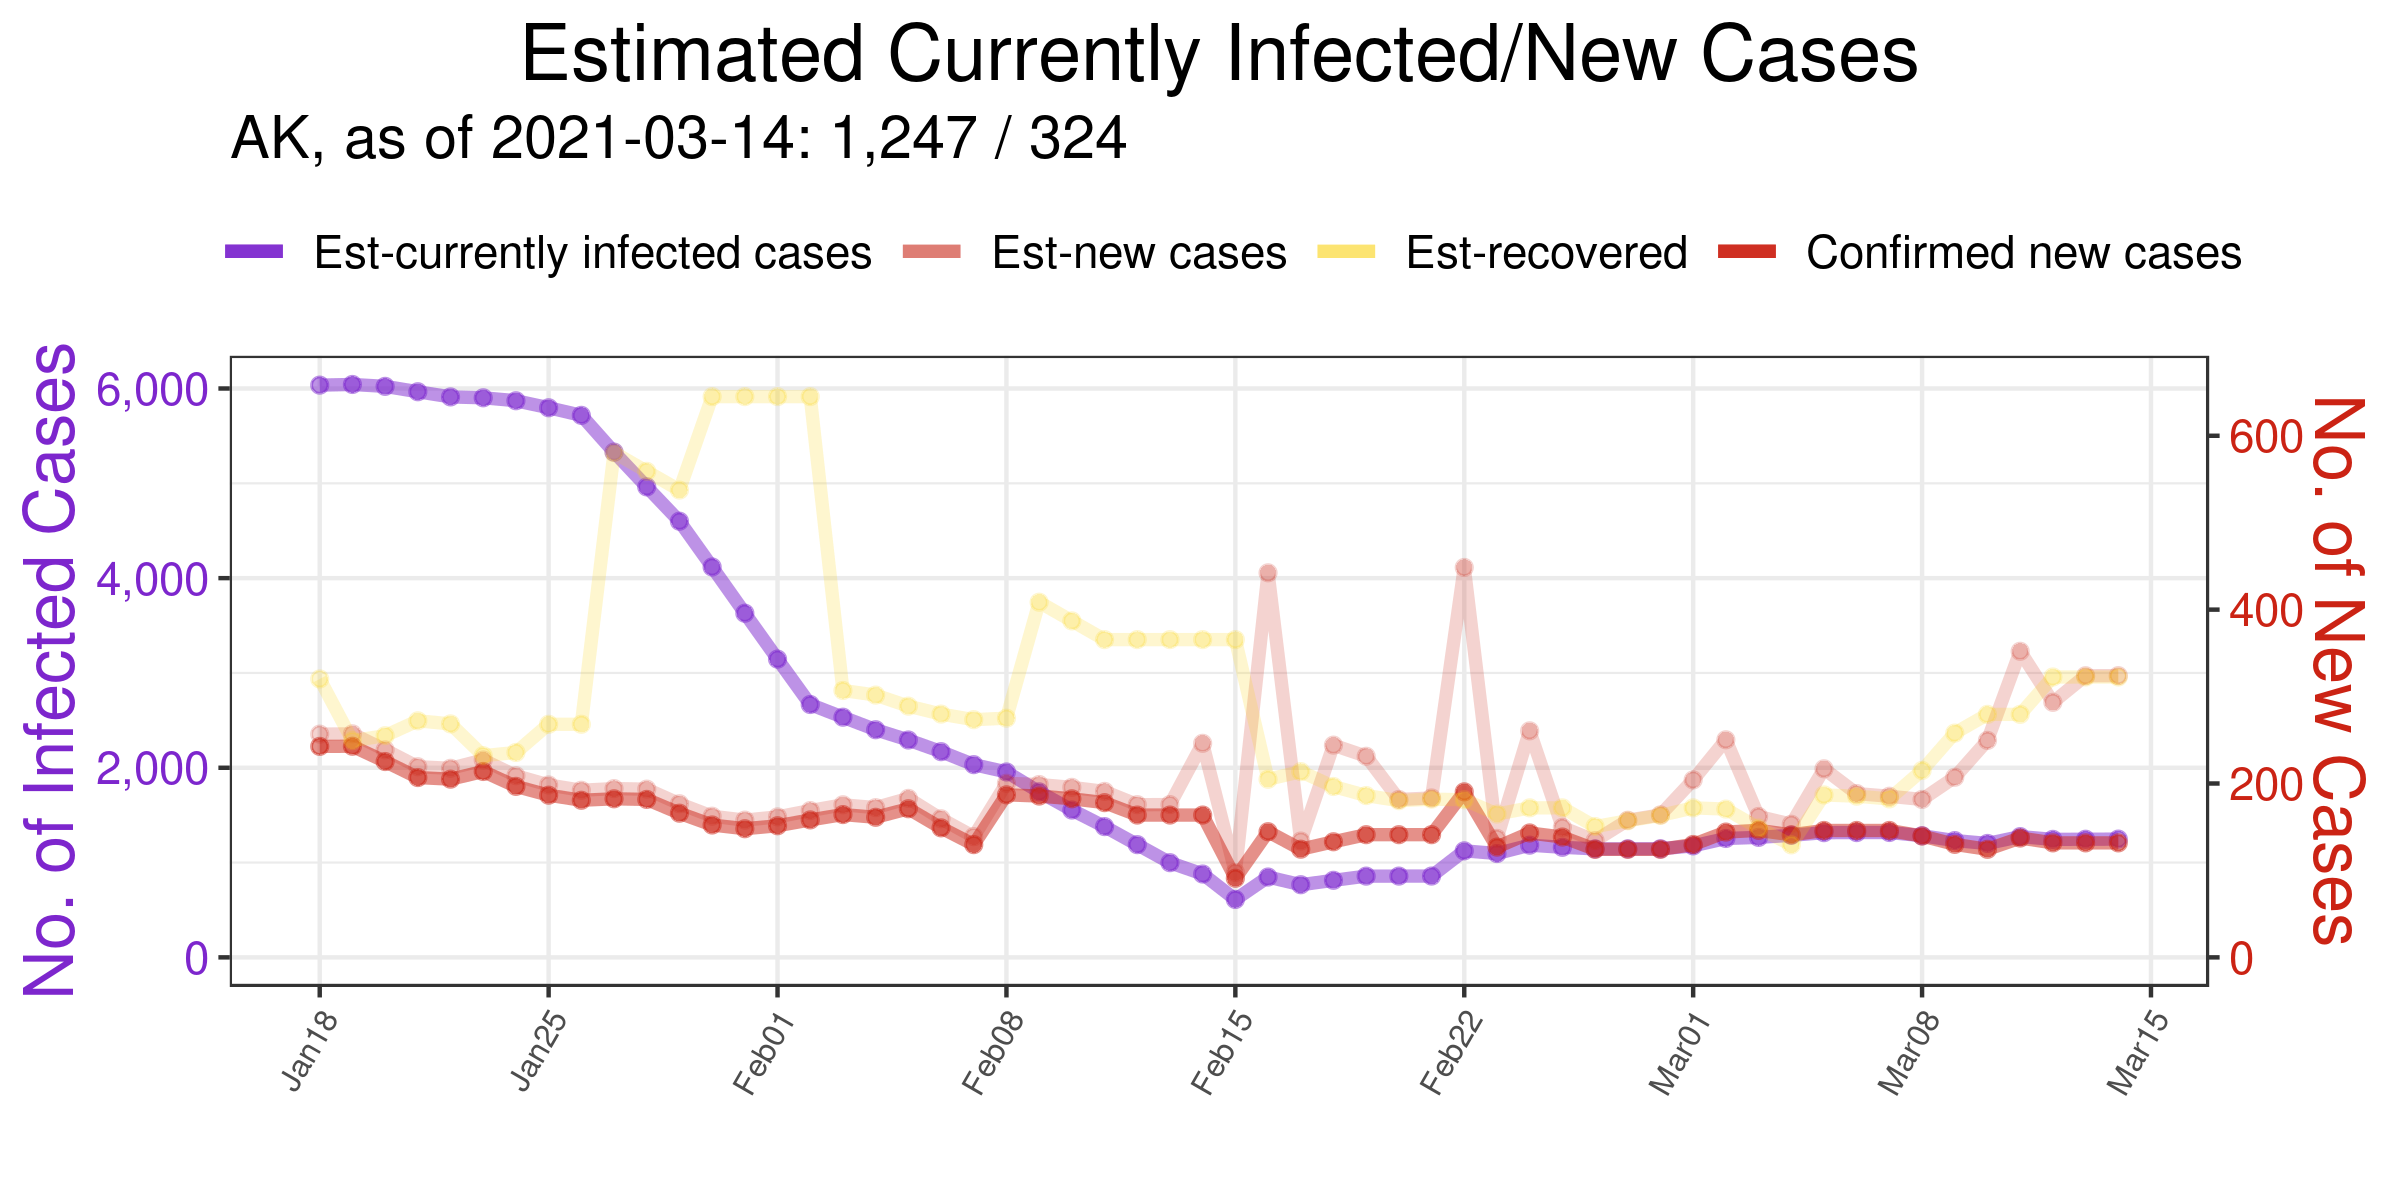 Estimated Currently Infected/New Cases
AK, as of 2021-03-14: 1,247 / 324
Est-currently infected cases Est-new cases Est-recovered Confirmed new cases
No. of Infected Cases
6,000
4,000
2,000
0
600
400
200
0
No. of New Cases
Jan18 Jan25 Feb01 Feb08 Feb15 Feb22 Mar01 Mar08 Mar15